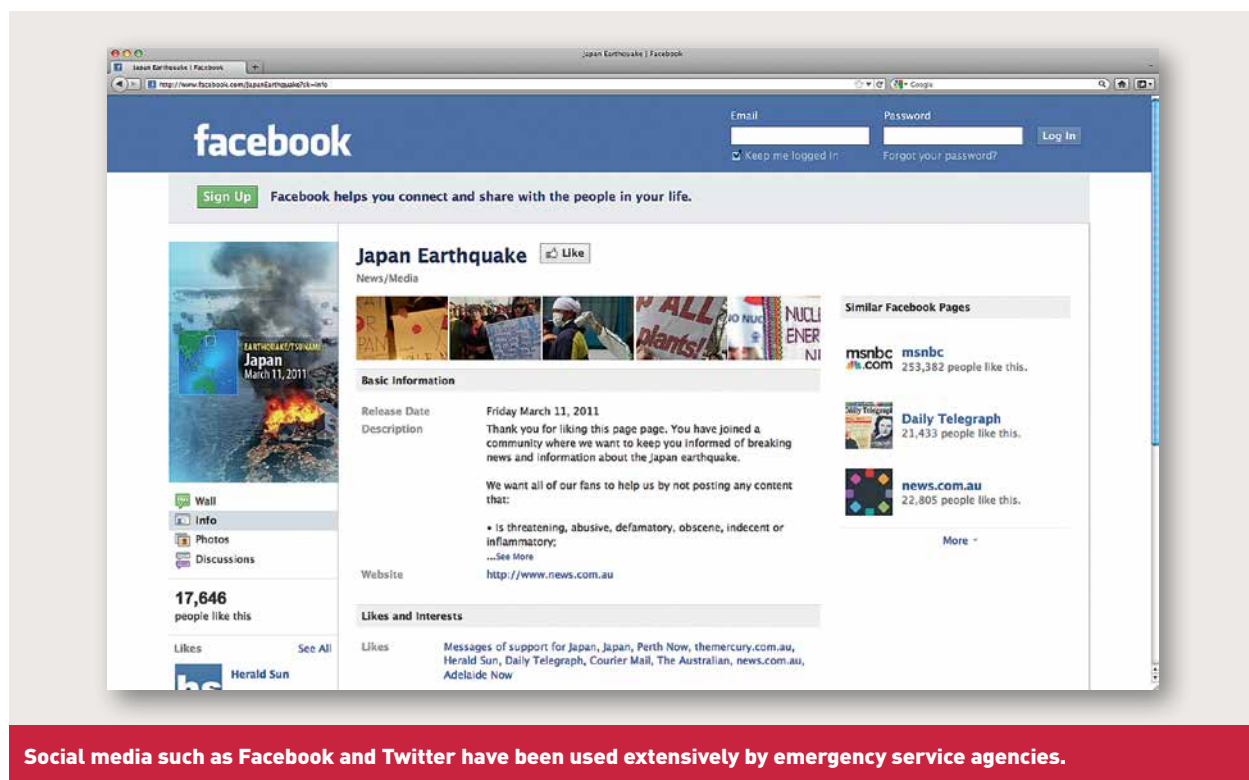 Japan Earthquake | Facebook
Japan Earthquake | Facebook
http://www.facebook.com/JapanEarthquake?sk=info
Google
facebook
Email
Password
Log In
Keep me logged in
Forgot your password?
Sign Up
Facebook helps you connect and share with the people in your life.
EARTHQUAKE/TSUNAMI
Japan
March 11, 2011
Wall
Info
Photos
Discussions
17,646
people like this
Likes
See All
Herald Sun
Japan Earthquake
Like
News/Media
ALL
plants!
NO
NUCL
ENER
Basic Information
Release Date
Friday March 11, 2011
Description
Thank you for liking this page page. You have joined a
community where we want to keep you informed of breaking
news and information about the Japan earthquake.
We want all of our fans to help us by not posting any content
that:
• Is threatening, abusive, defamatory, obscene, indecent or
inflammatory;
...See More
Website
http://www.news.com.au
Likes and Interests
Likes
Messages of support for Japan, Japan, Perth Now, themercury.com.au,
Herald Sun, Daily Telegraph, Courier Mail, The Australian, news.com.au,
Adelaide Now
Similar Facebook Pages
msnbc
.com
msnbc
253,382 people like this.
Daily Telegraph
Daily Telegraph
21,433 people like this.
news.com.au
22,805 people like this.
More
Social media such as Facebook and Twitter have been used extensively by emergency service agencies.